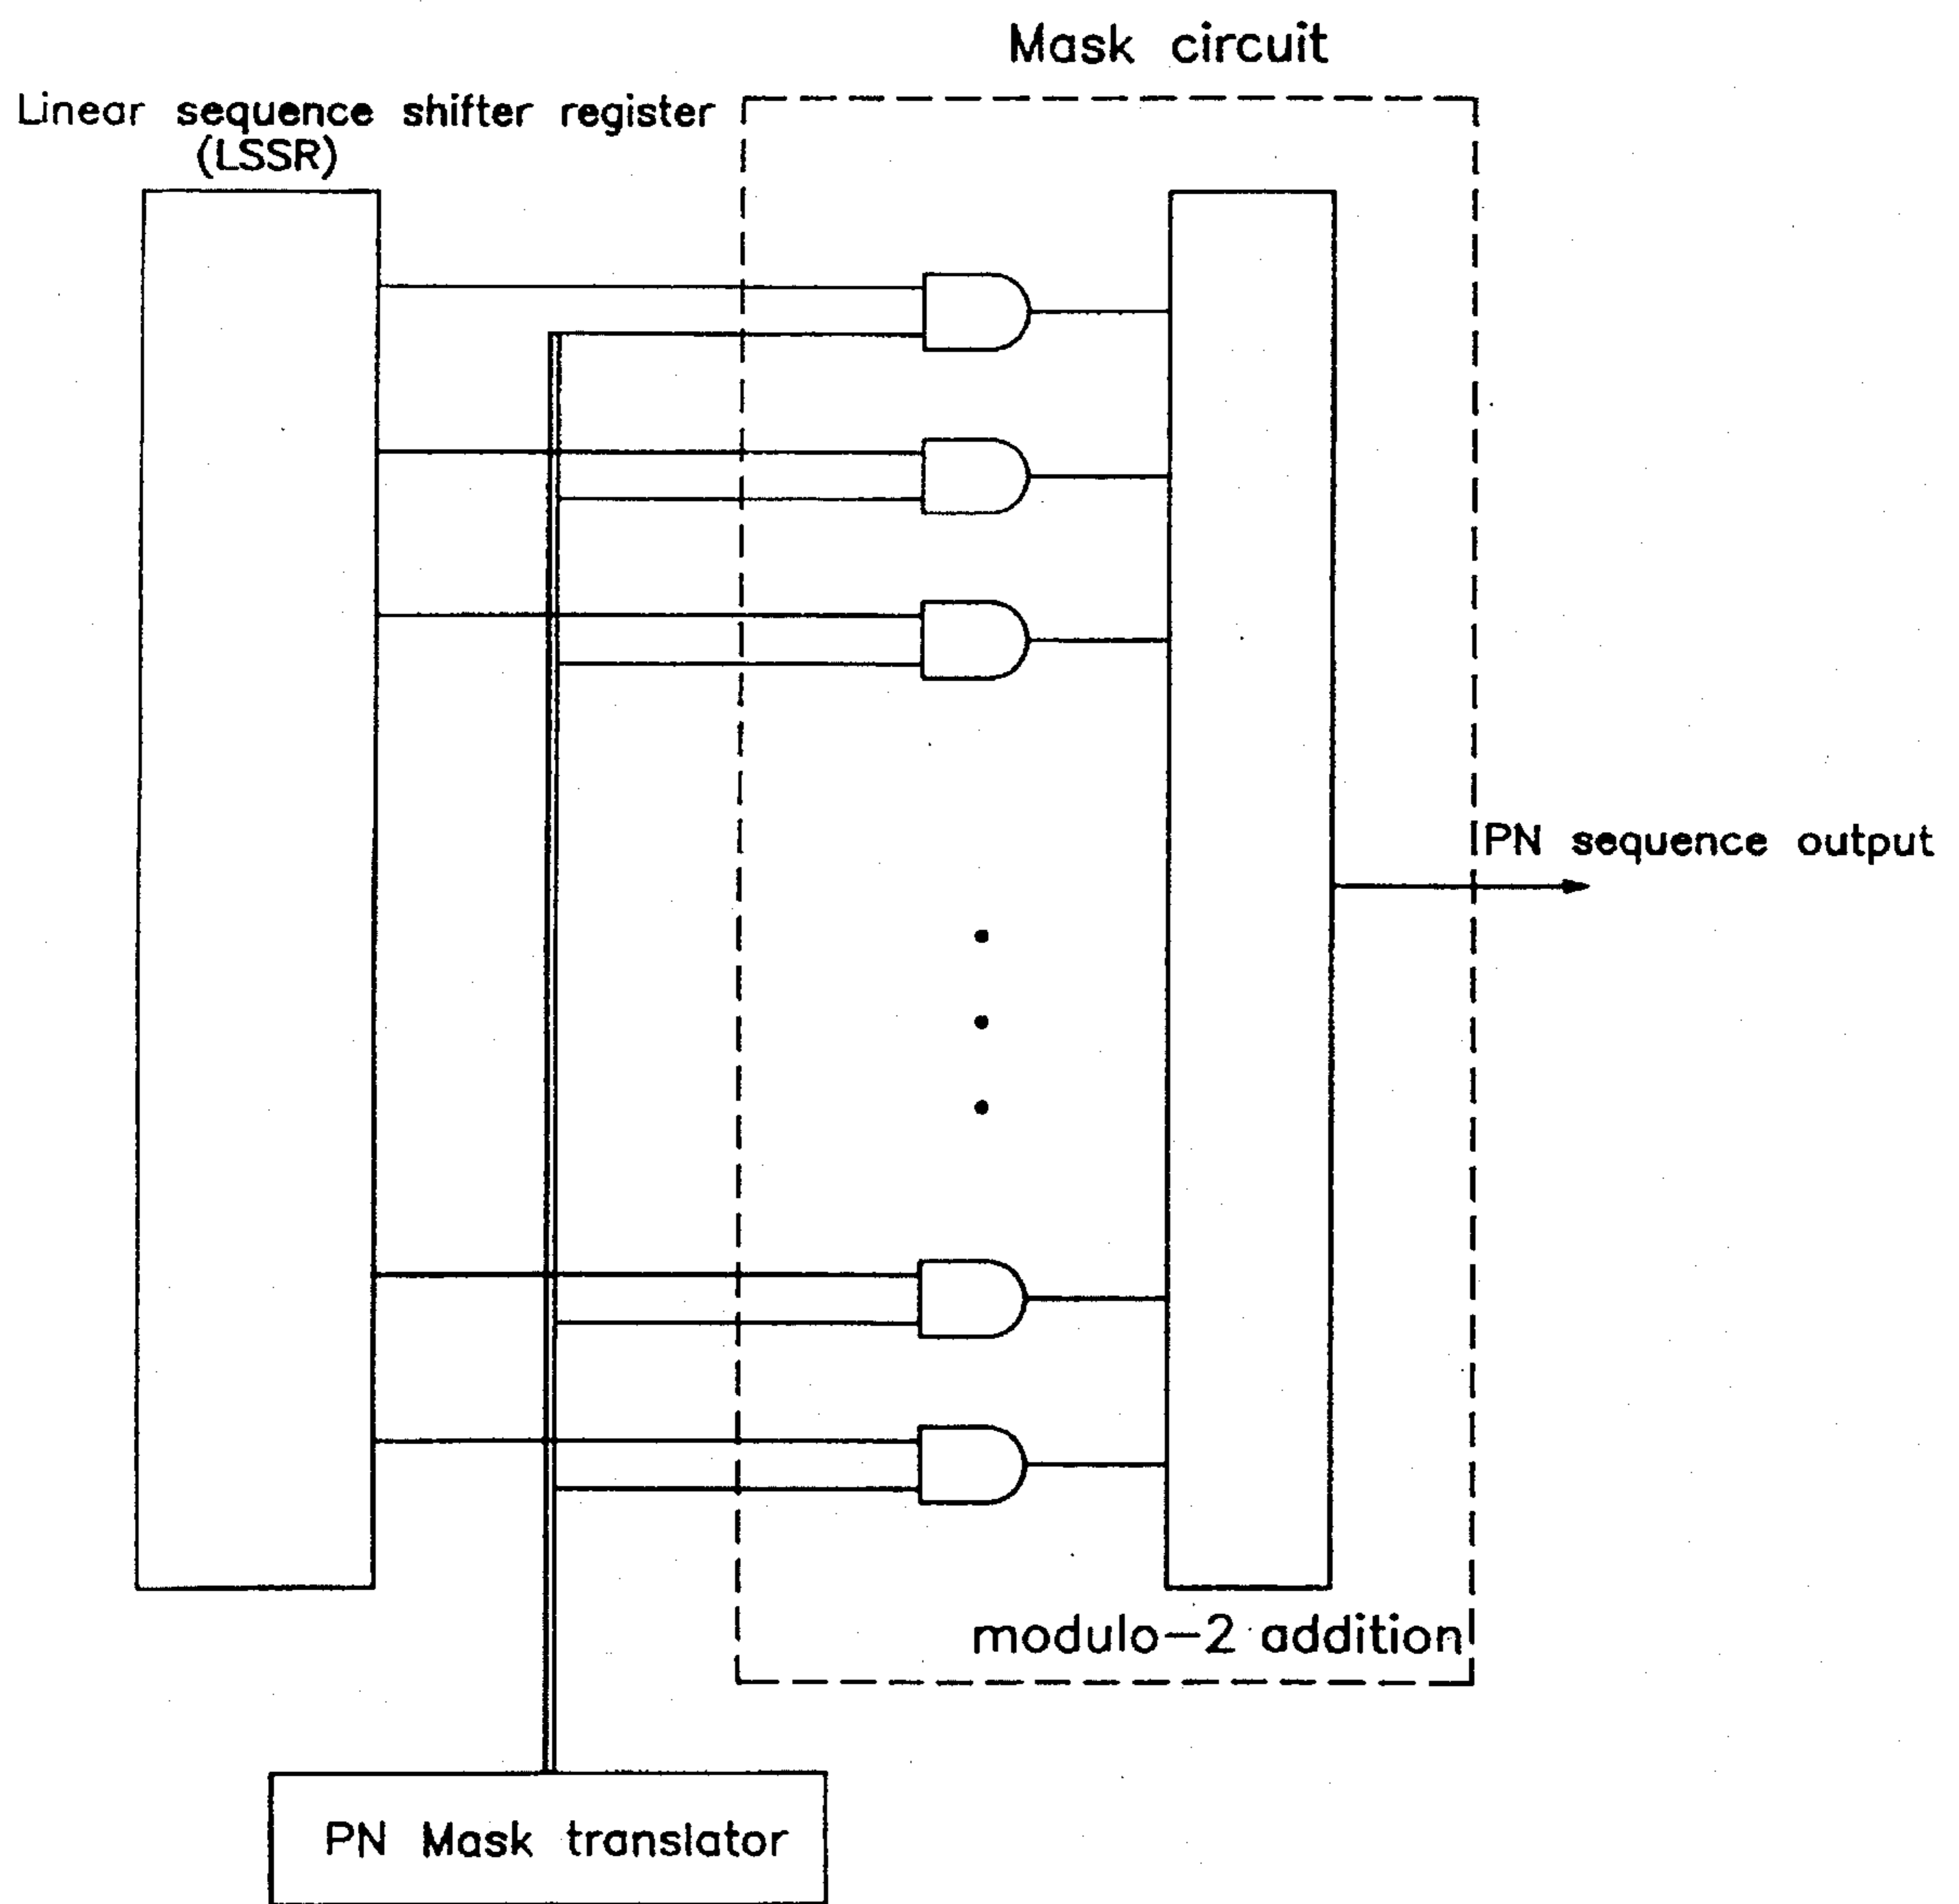 Mask circuit
Linear sequence shifter register
(LSSR)
PN sequence output
modulo-2 addition
PN Mask translator